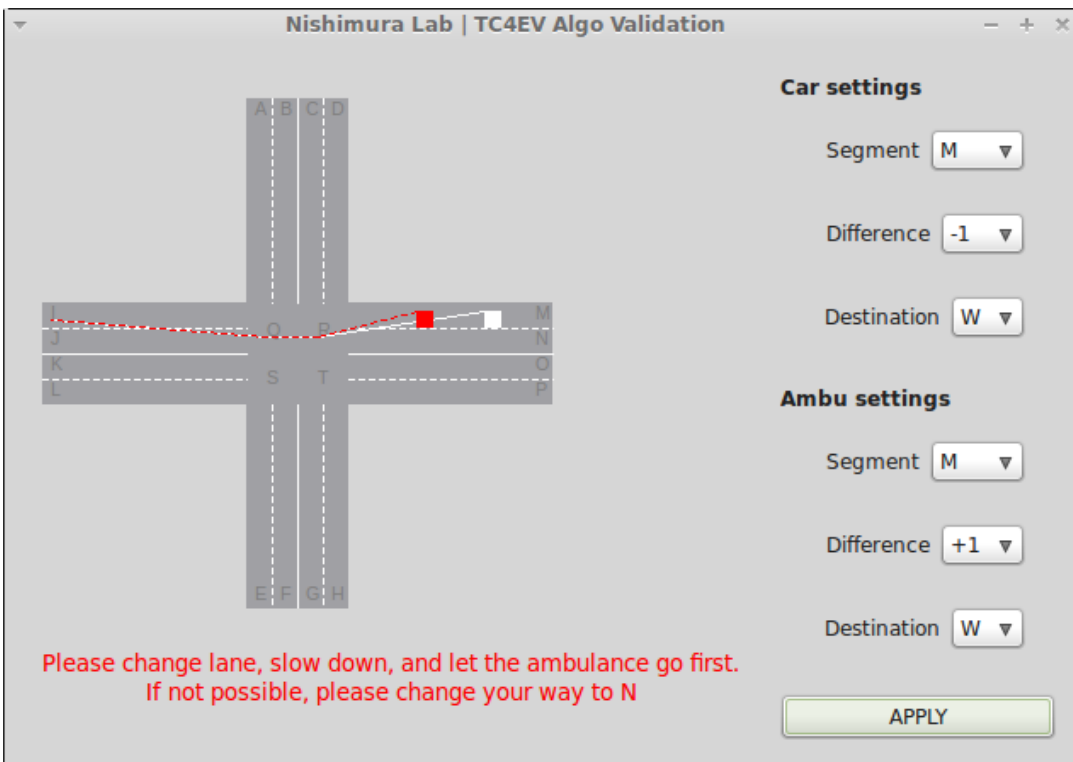 Nishimura Lab | TC4EV Algo Validation
A B C D
I
J
K
L
Q R
S T
M
N
O
P
E F G H
Please change lane, slow down, and let the ambulance go first.
If not possible, please change your way to N
Car settings
Segment M
Difference -1
Destination W
Ambu settings
Segment M
Difference +1
Destination W
APPLY